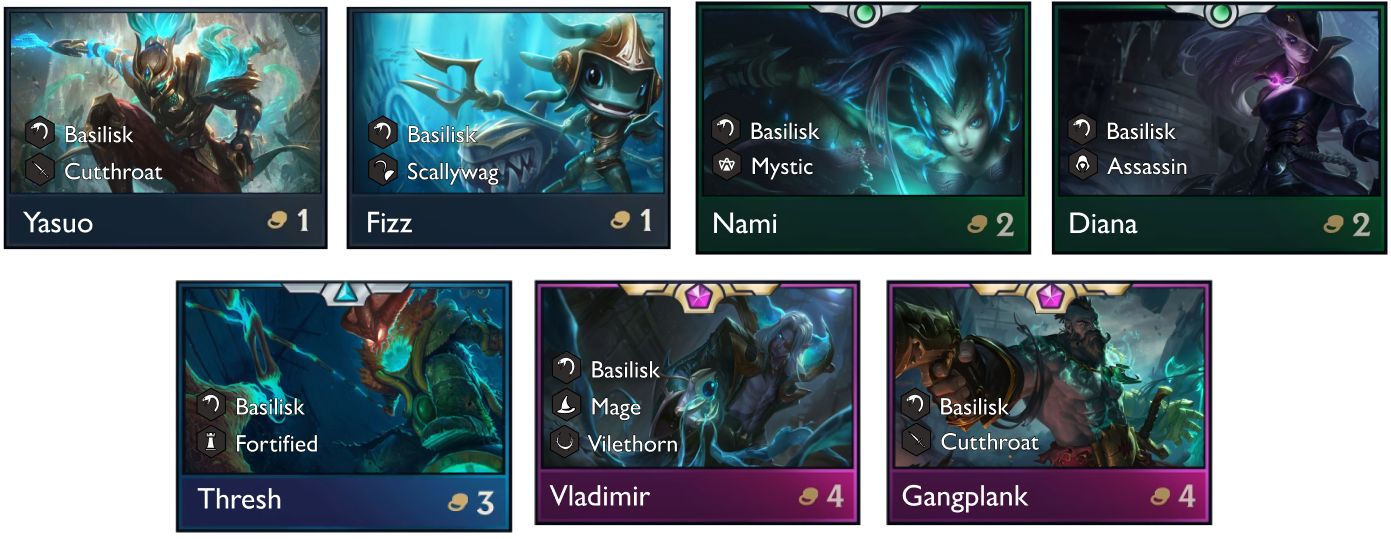 Basilisk
Cutthroat
Yasuo 1
Basilisk
Scallywag
Fizz 1
Basilisk
Mystic
Nami 2
Basilisk
Assassin
Diana 2
Basilisk
Fortified
Thresh 3
Basilisk
Mage
Vilethorn
Vladimir 4
Basilisk
Cutthroat
Gangplank 4